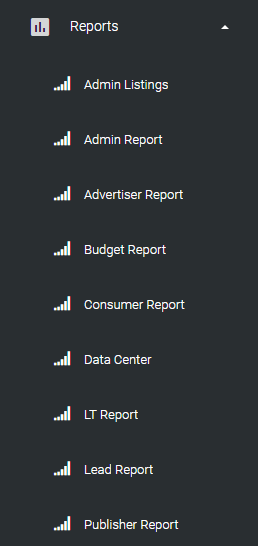 Reports
Admin Listings
Admin Report
Advertiser Report
Budget Report
Consumer Report
Data Center
LT Report
Lead Report
Publisher Report